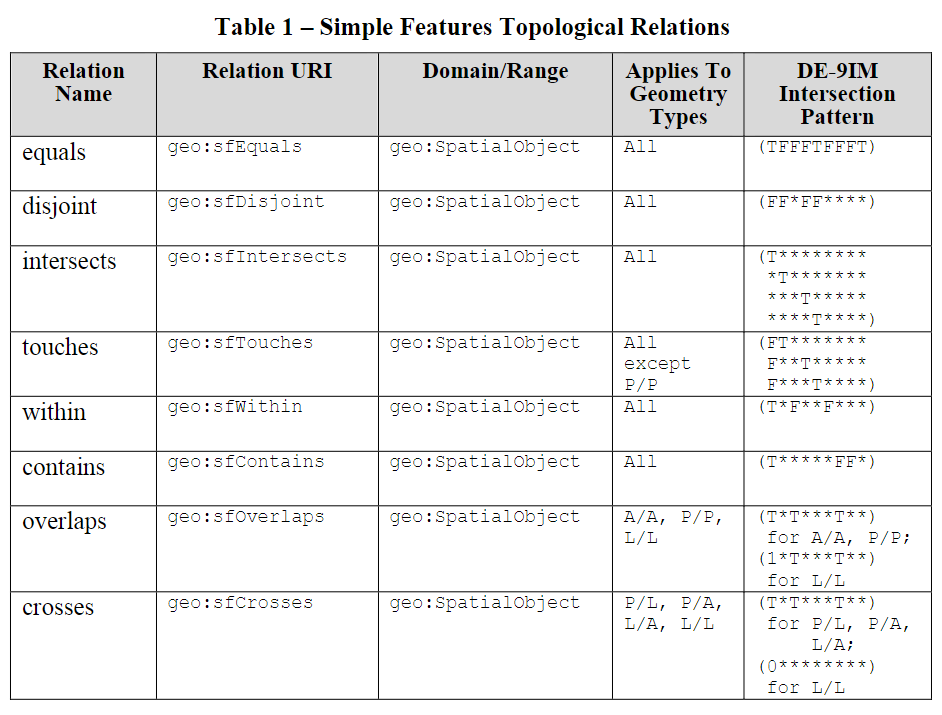 Table 1 – Simple Features Topological Relations
Relation Name | Relation URI | Domain/Range | Applies To Geometry Types | DE-9IM Intersection Pattern
equals | geo:sfEquals | geo:SpatialObject | All | (TFFFTFFFT)
disjoint | geo:sfDisjoint | geo:SpatialObject | All | (FF*FF****)
intersects | geo:sfIntersects | geo:SpatialObject | All | (T********
*T*******
***T*****
****T****)
touches | geo:sfTouches | geo:SpatialObject | All | (FT*******
except | F**T*****
P/P | F***T****)
within | geo:sfWithin | geo:SpatialObject | All | (T*F**F***)
contains | geo:sfContains | geo:SpatialObject | All | (T*****FF*)
overlaps | geo:sfOverlaps | geo:SpatialObject | A/A, P/P, | (T*T***T**)
L/L | for A/A, P/P;
(1*T***T**)
for L/L
crosses | geo:sfCrosses | geo:SpatialObject | P/L, P/A, | (T*T***T**)
L/A, L/L | for P/L, P/A,
L/A;
(0********)
for L/L